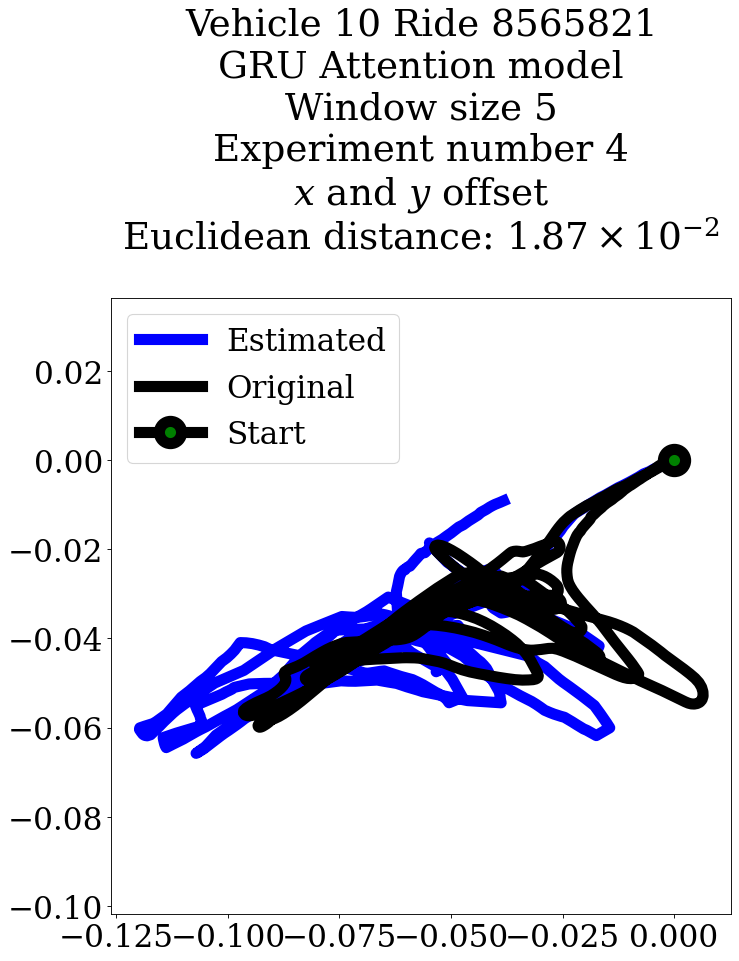 Vehicle 10 Ride 8565821
GRU Attention model
Window size 5
Experiment number 4
x and y offset
Euclidean distance: 1.87 × 10⁻²
Estimated
Original
Start
0.02
0.00
−0.02
−0.04
−0.06
−0.08
−0.10
−0.125 −0.100 −0.075 −0.050 −0.025 0.000